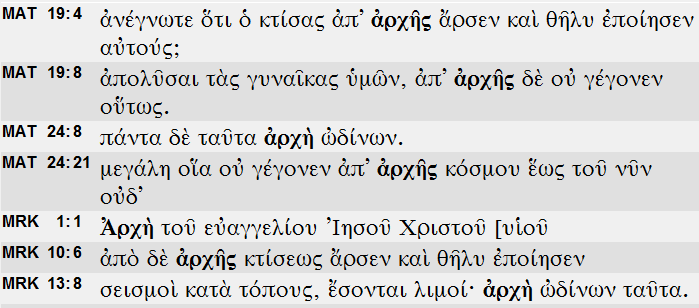 MAT 19:4 ἀνέγνωτε ὅτι ὁ κτίσας ἀπ’ ἀρχῆς ἄρσεν καὶ θῆλυ ἐποίησεν
αὐτούς;
MAT 19:8 ἀπολῦσαι τὰς γυναῖκας ὑμῶν, ἀπ’ ἀρχῆς δὲ οὐ γέγονεν
οὕτως.
MAT 24:8 πάντα δὲ ταῦτα ἀρχὴ ὠδίνων.
MAT 24:21 μεγάλη οἵα οὐ γέγονεν ἀπ’ ἀρχῆς κόσμου ἕως τοῦ νῦν
οὐδ’
MRK 1:1 Ἀρχὴ τοῦ εὐαγγελίου Ἰησοῦ Χριστοῦ [υἱοῦ
MRK 10:6 ἀπὸ δὲ ἀρχῆς κτίσεως ἄρσεν καὶ θῆλυ ἐποίησεν
MRK 13:8 σεισμοὶ κατὰ τόπους, ἔσονται λιμοί· ἀρχὴ ὠδίνων ταῦτα.